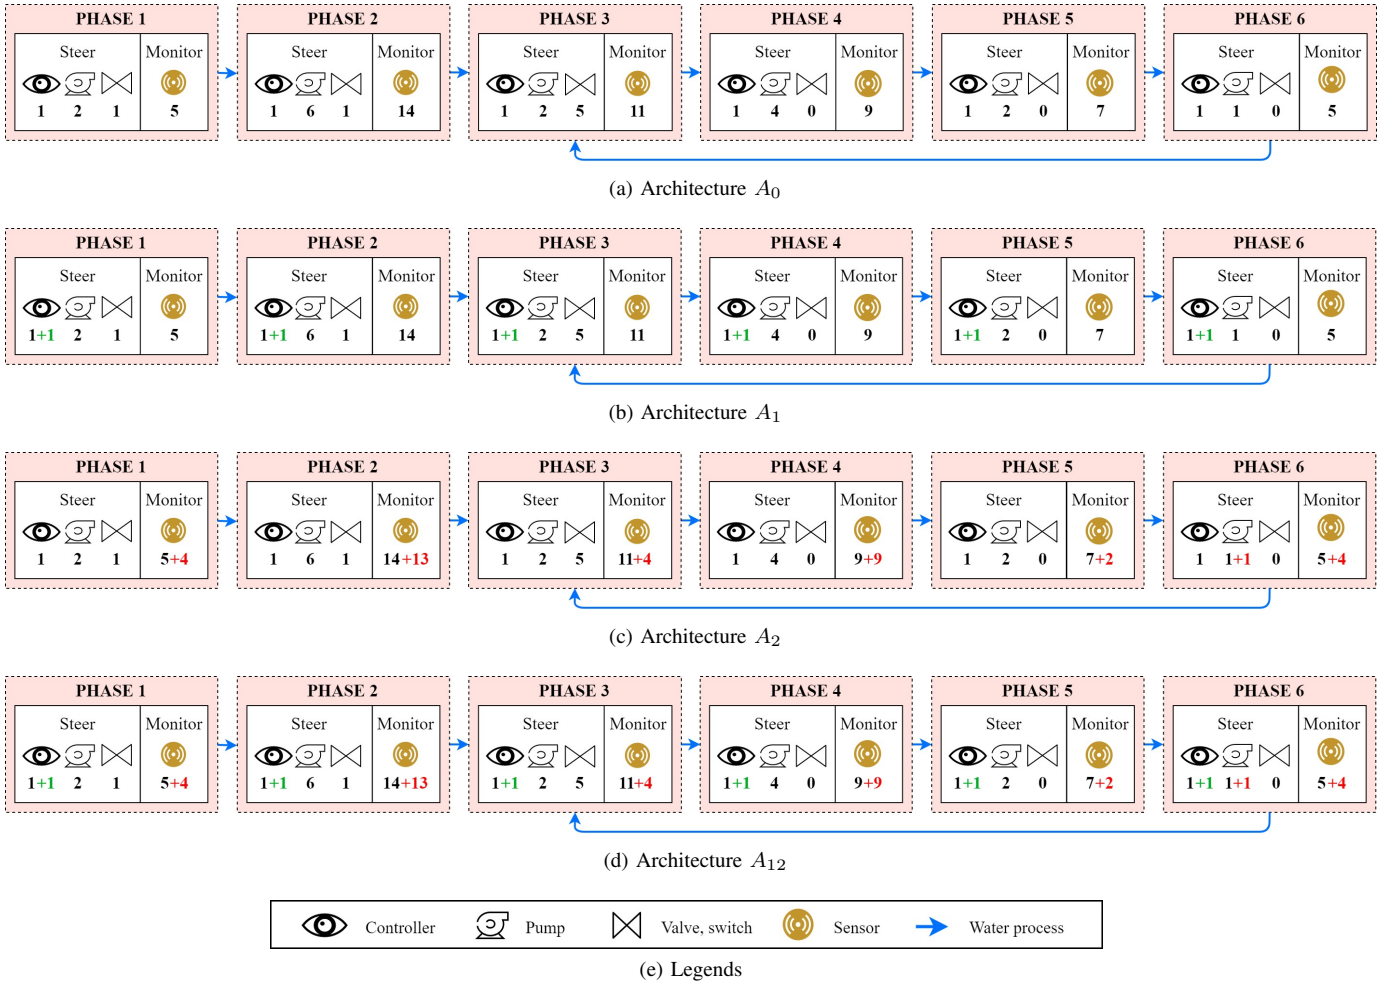 PHASE 1 PHASE 2 PHASE 3 PHASE 4 PHASE 5 PHASE 6
Steer Monitor Steer Monitor Steer Monitor Steer Monitor Steer Monitor Steer Monitor
1 2 1 5 1 6 1 14 1 2 5 11 1 4 0 9 1 2 0 7 1 1 0 5
(a) Architecture A0
PHASE 1 PHASE 2 PHASE 3 PHASE 4 PHASE 5 PHASE 6
Steer Monitor Steer Monitor Steer Monitor Steer Monitor Steer Monitor Steer Monitor
1+1 2 1 5 1+1 6 1 14 1+1 2 5 11 1+1 4 0 9 1+1 2 0 7 1+1 1 0 5
(b) Architecture A1
PHASE 1 PHASE 2 PHASE 3 PHASE 4 PHASE 5 PHASE 6
Steer Monitor Steer Monitor Steer Monitor Steer Monitor Steer Monitor Steer Monitor
1 2 1 5+4 1 6 1 14+13 1 2 5 11+4 1 4 0 9+9 1 2 0 7+2 1 1+1 0 5+4
(c) Architecture A2
PHASE 1 PHASE 2 PHASE 3 PHASE 4 PHASE 5 PHASE 6
Steer Monitor Steer Monitor Steer Monitor Steer Monitor Steer Monitor Steer Monitor
1+1 2 1 5+4 1+1 6 1 14+13 1+1 2 5 11+4 1+1 4 0 9+9 1+1 2 0 7+2 1+1 1+1 0 5+4
(d) Architecture A12
Controller Pump Valve, switch Sensor Water process
(e) Legends